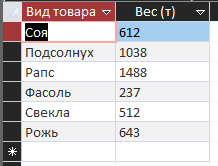 Вид товара Вес (т)
Соя 612
Подсолнух 1038
Рапс 1488
Фасоль 237
Свекла 512
Рожь 643